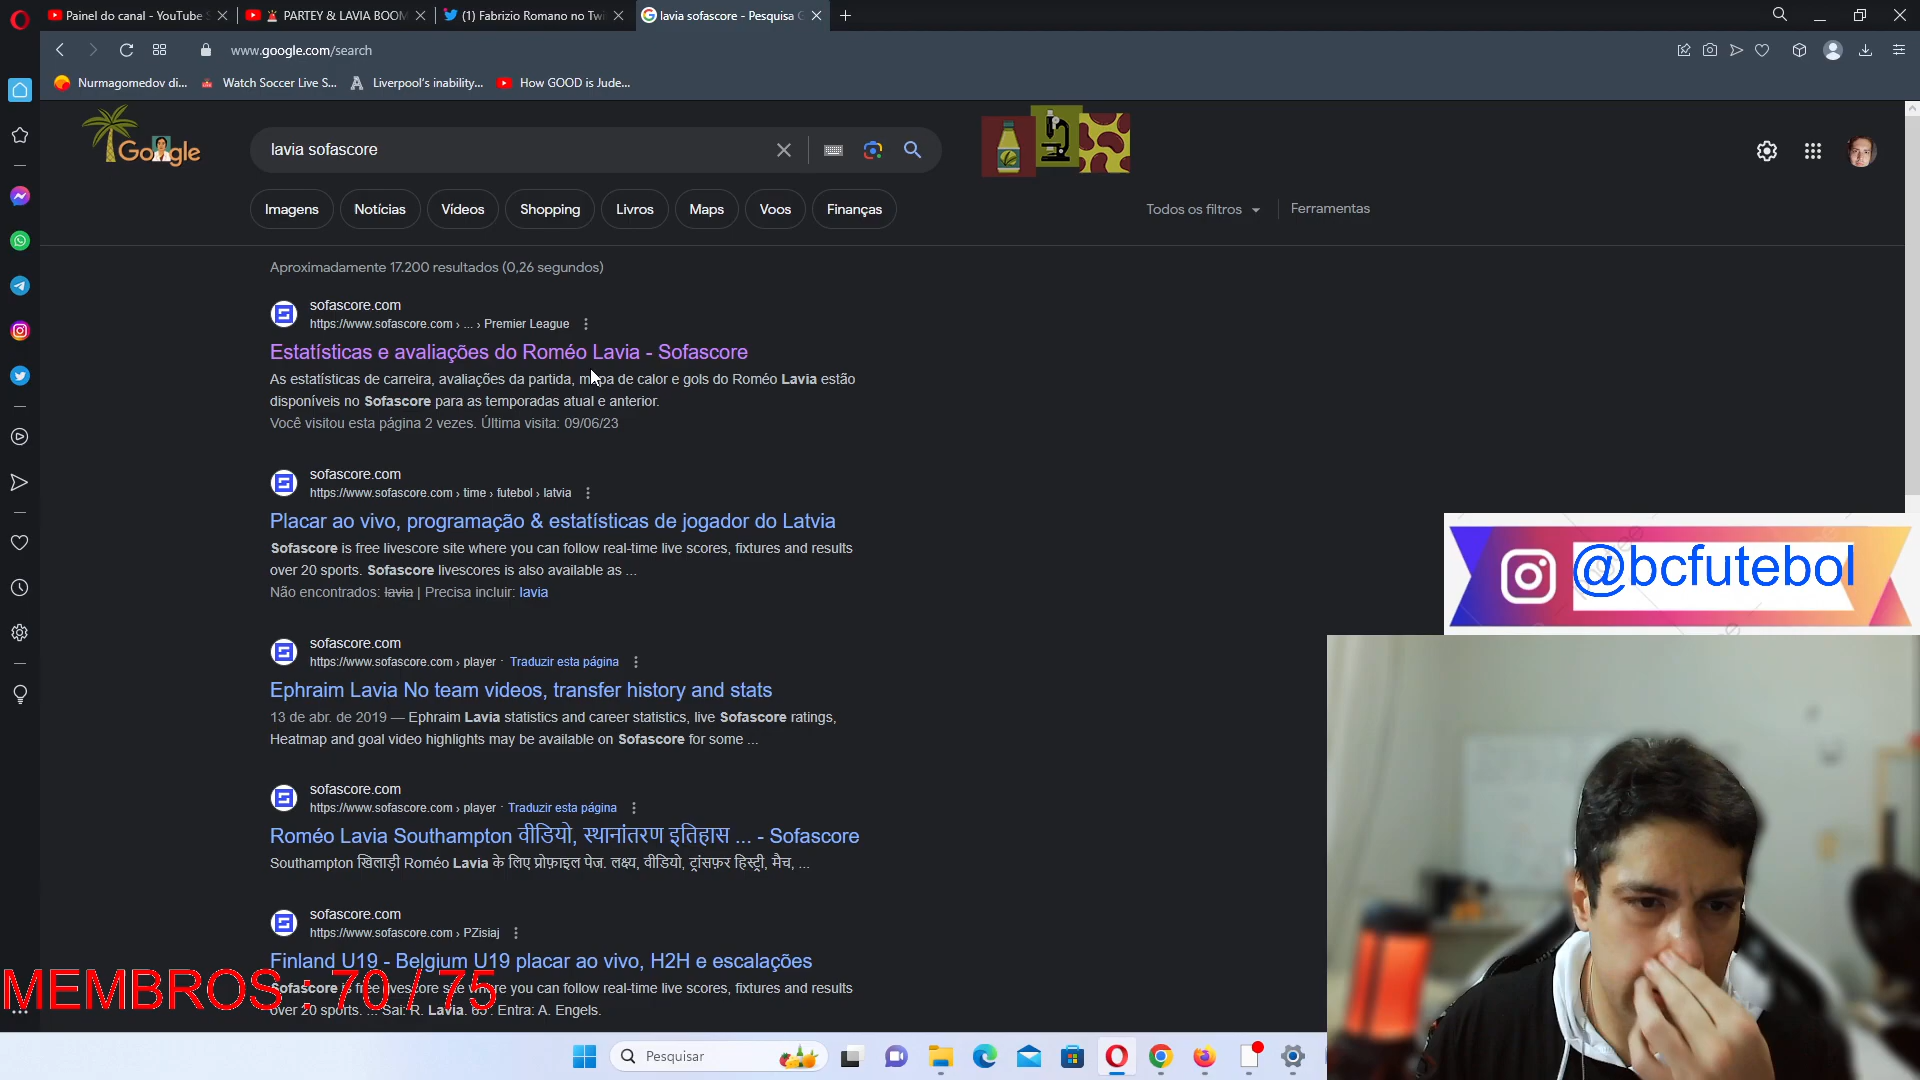 Painel do canal - YouTube
PARTEY & LAVIA BOOM
(1) Fabrizio Romano no Twi
lavia sofascore - Pesquisa G
www.google.com/search
Nurmagomedov di...
Watch Soccer Live S...
Liverpool's inability...
How GOOD is Jude...
Google
lavia sofascore
Imagens
Notícias
Vídeos
Shopping
Livros
Maps
Voos
Finanças
Todos os filtros
Ferramentas
Aproximadamente 17.200 resultados (0,26 segundos)
sofascore.com
https://www.sofascore.com › ... › Premier League
Estatísticas e avaliações do Roméo Lavia - Sofascore
As estatísticas de carreira, avaliações da partida, mapa de calor e gols do Roméo Lavia estão
disponíveis no Sofascore para as temporadas atual e anterior.
Você visitou esta página 2 vezes. Última visita: 09/06/23
sofascore.com
https://www.sofascore.com › time › futebol › latvia
Placar ao vivo, programação & estatísticas de jogador do Latvia
Sofascore is free livescore site where you can follow real-time live scores, fixtures and results
over 20 sports. Sofascore livescores is also available as ...
Não encontrados: lavia | Precisa incluir: lavia
sofascore.com
https://www.sofascore.com › player · Traduzir esta página
Ephraim Lavia No team videos, transfer history and stats
13 de abr. de 2019 — Ephraim Lavia statistics and career statistics, live Sofascore ratings,
Heatmap and goal video highlights may be available on Sofascore for some ...
sofascore.com
https://www.sofascore.com › player · Traduzir esta página
Roméo Lavia Southampton वीडियो, स्थानांतरण इतिहास ... - Sofascore
Southampton खिलाड़ी Roméo Lavia के लिए प्रोफ़ाइल पेज. लक्ष्य, वीडियो, ट्रांसफ़र हिस्ट्री, मैच, ...
sofascore.com
https://www.sofascore.com › PZisiaj
Finland U19 - Belgium U19 placar ao vivo, H2H e escalações
Sofascore is free livescore site where you can follow real-time live scores, fixtures and results
over 20 sports. ... Sai: R. Lavia. 65'. Entra: A. Engels.
@bcfutebol
MEMBROS : 70 / 75
Pesquisar